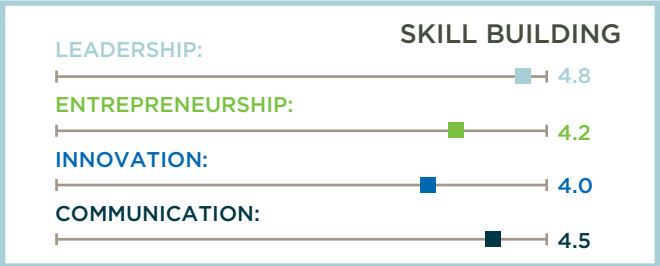 SKILL BUILDING
LEADERSHIP:
4.8
ENTREPRENEURSHIP:
4.2
INNOVATION:
4.0
COMMUNICATION:
4.5